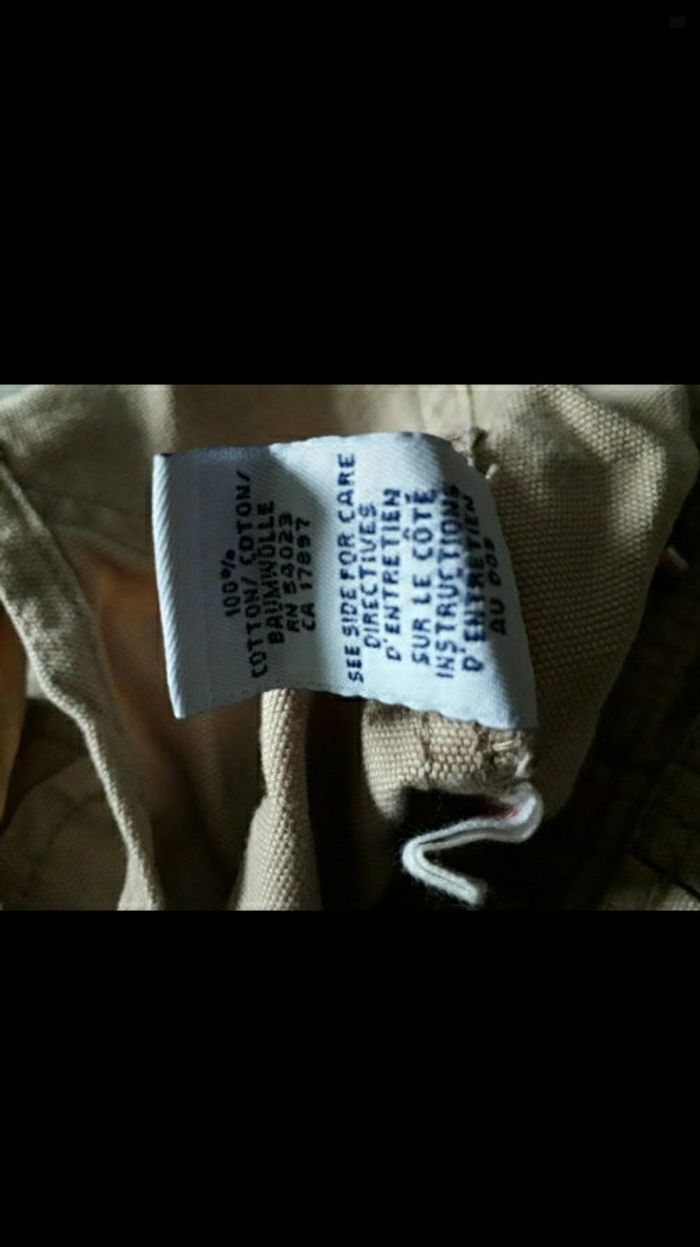 100%
COTTON/ COTON/
BAUMWOLLE
RN 54023
CA 17897
SEE SIDE FOR CARE
DIRECTIVES
D'ENTRETIEN
SUR LE CÔTÉ
INSTRUCTIONS
D'ENTRETIEN
AU DOS